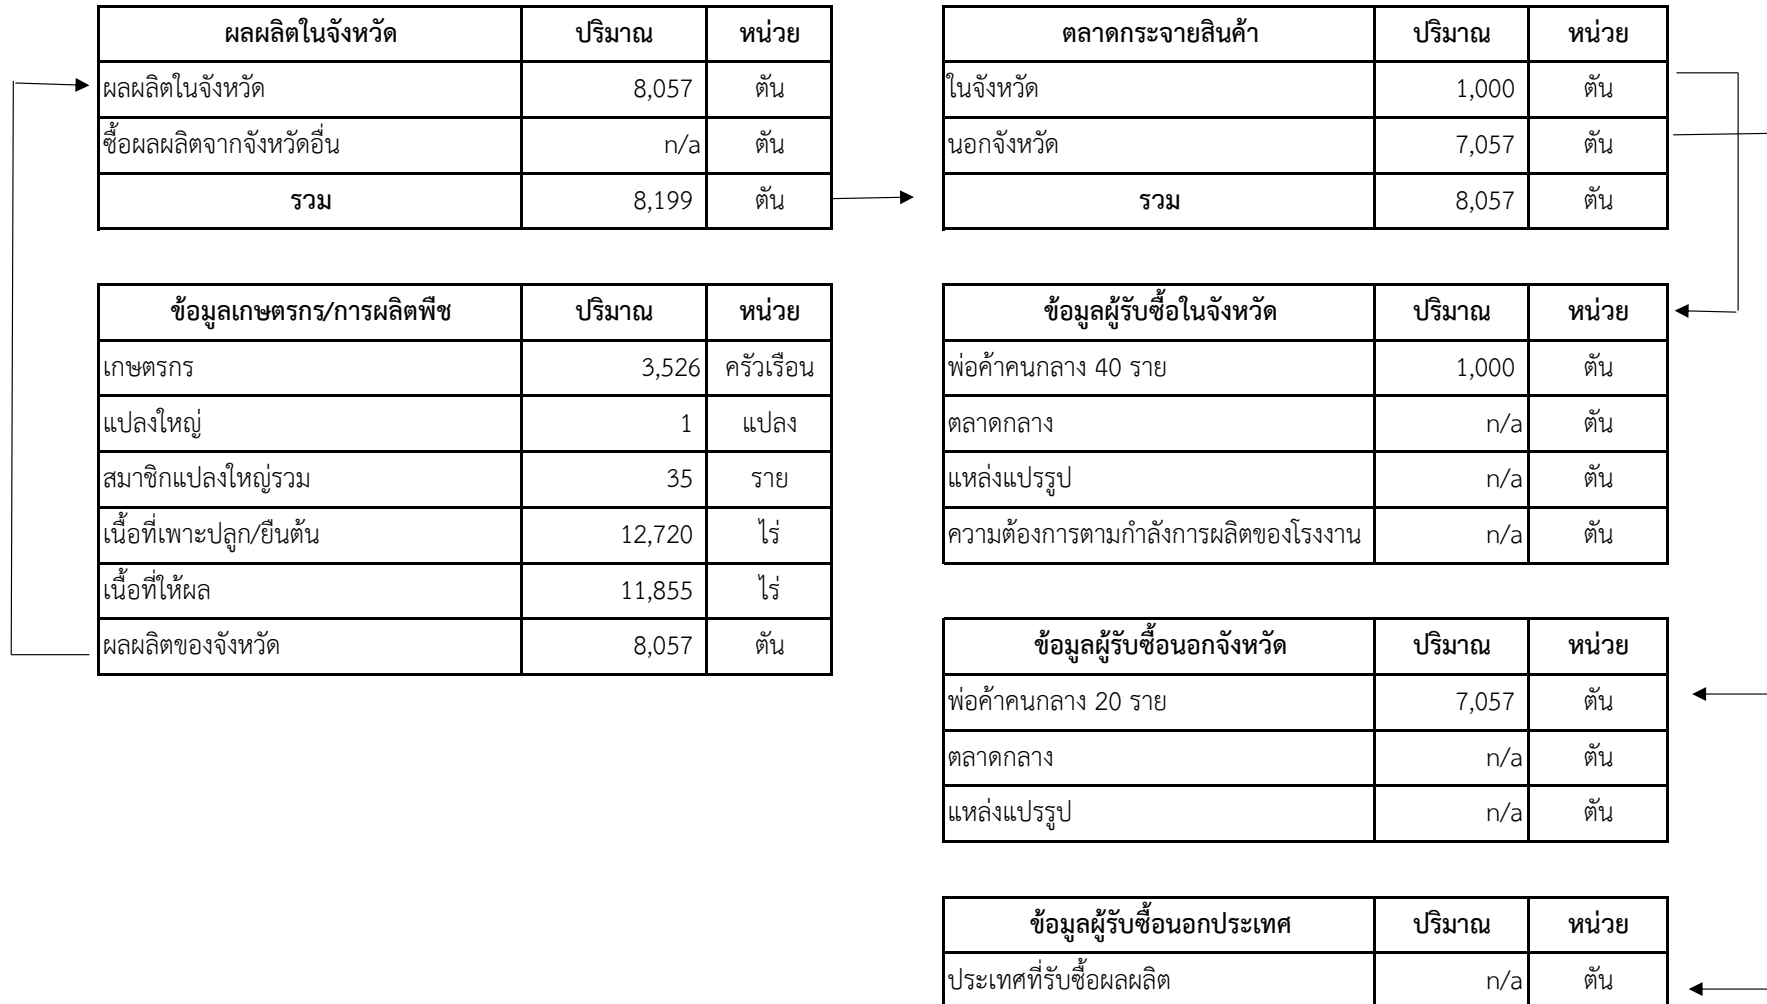 ผลผลิตในจังหวัด ปริมาณ หน่วย
ผลผลิตในจังหวัด 8,057 ตัน
ซื้อผลผลิตจากจังหวัดอื่น n/a ตัน
รวม 8,199 ตัน
ตลาดกระจายสินค้า ปริมาณ หน่วย
ในจังหวัด 1,000 ตัน
นอกจังหวัด 7,057 ตัน
รวม 8,057 ตัน
ข้อมูลเกษตรกร/การผลิตพืช ปริมาณ หน่วย
เกษตรกร 3,526 ครัวเรือน
แปลงใหญ่ 1 แปลง
สมาชิกแปลงใหญ่รวม 35 ราย
เนื้อที่เพาะปลูก/ยืนต้น 12,720 ไร่
เนื้อที่ให้ผล 11,855 ไร่
ผลผลิตของจังหวัด 8,057 ตัน
ข้อมูลผู้รับซื้อในจังหวัด ปริมาณ หน่วย
พ่อค้าคนกลาง 40 ราย 1,000 ตัน
ตลาดกลาง n/a ตัน
แหล่งแปรรูป n/a ตัน
ความต้องการตามกำลังการผลิตของโรงงาน n/a ตัน
ข้อมูลผู้รับซื้อนอกจังหวัด ปริมาณ หน่วย
พ่อค้าคนกลาง 20 ราย 7,057 ตัน
ตลาดกลาง n/a ตัน
แหล่งแปรรูป n/a ตัน
ข้อมูลผู้รับซื้อนอกประเทศ ปริมาณ หน่วย
ประเทศที่รับซื้อผลผลิต n/a ตัน